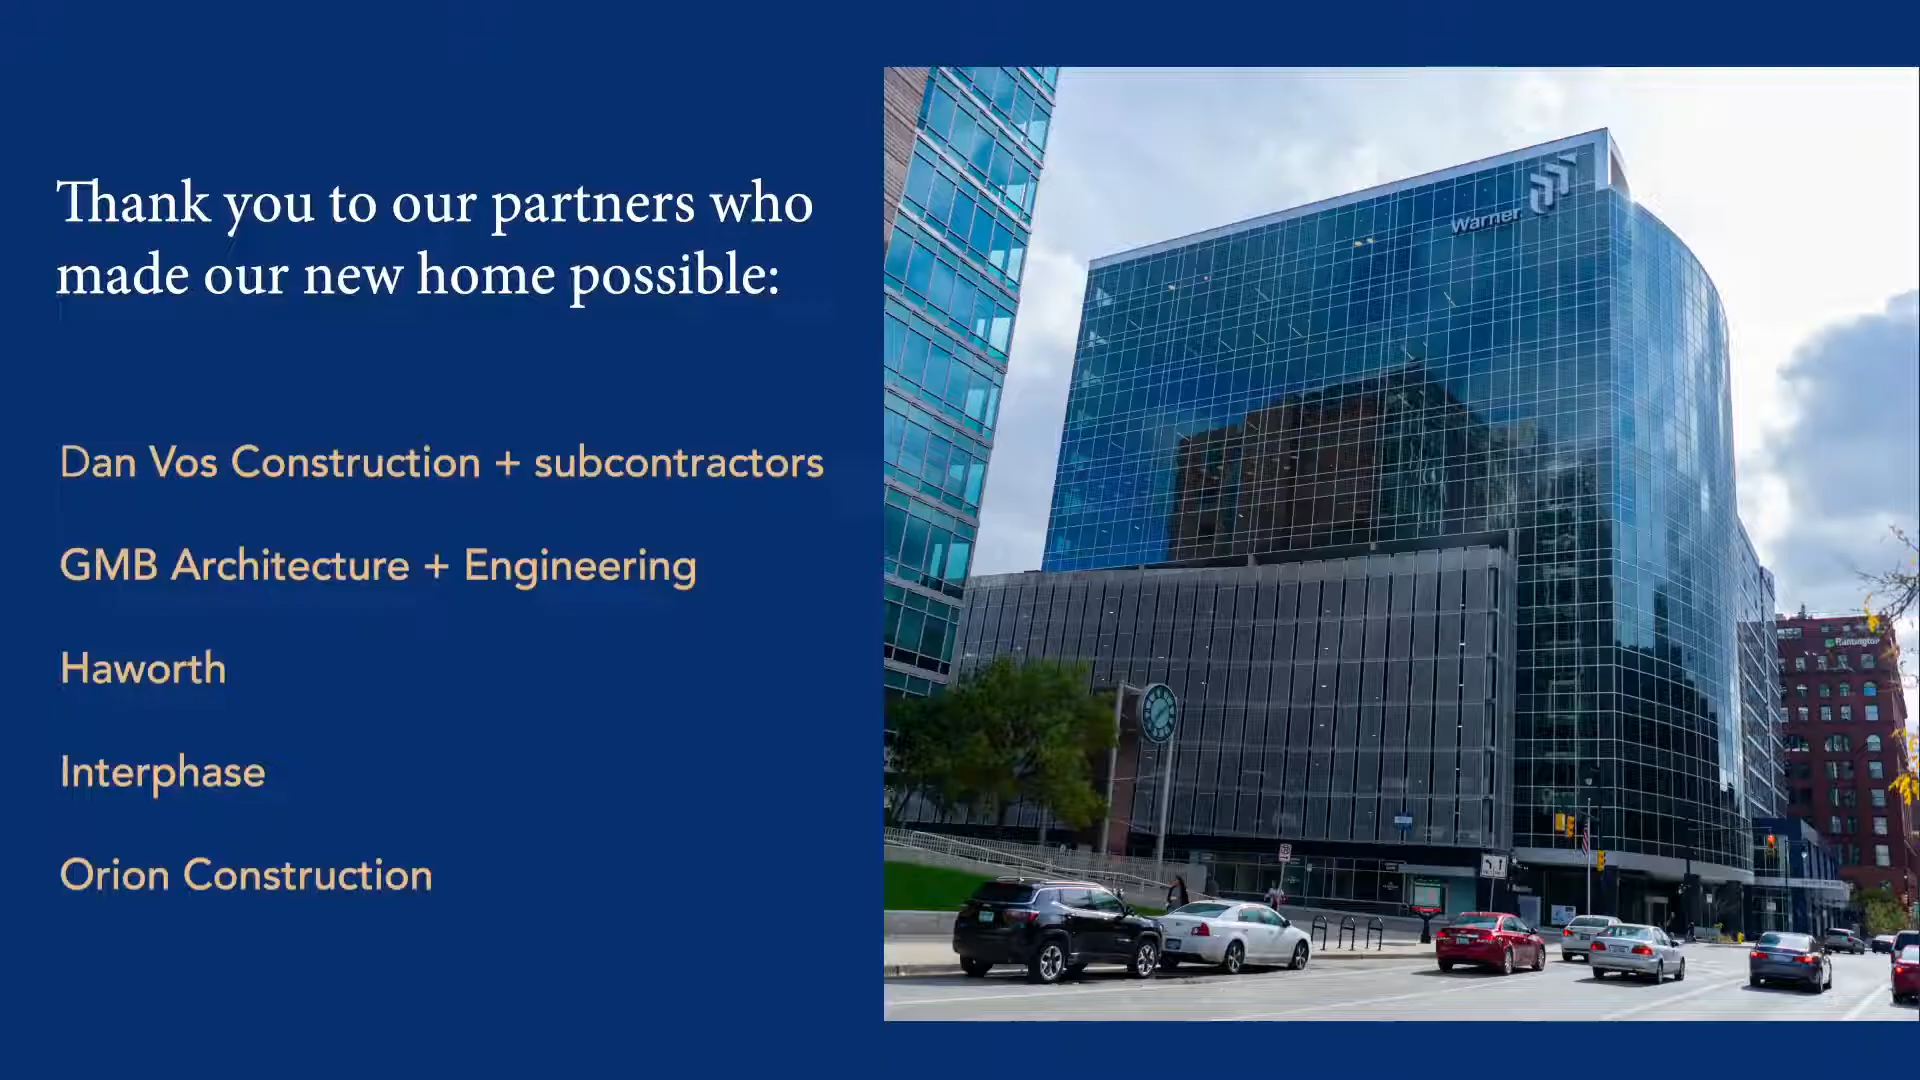 Thank you to our partners who
made our new home possible:
Dan Vos Construction + subcontractors
GMB Architecture + Engineering
Haworth
Interphase
Orion Construction
Warner
Huntington